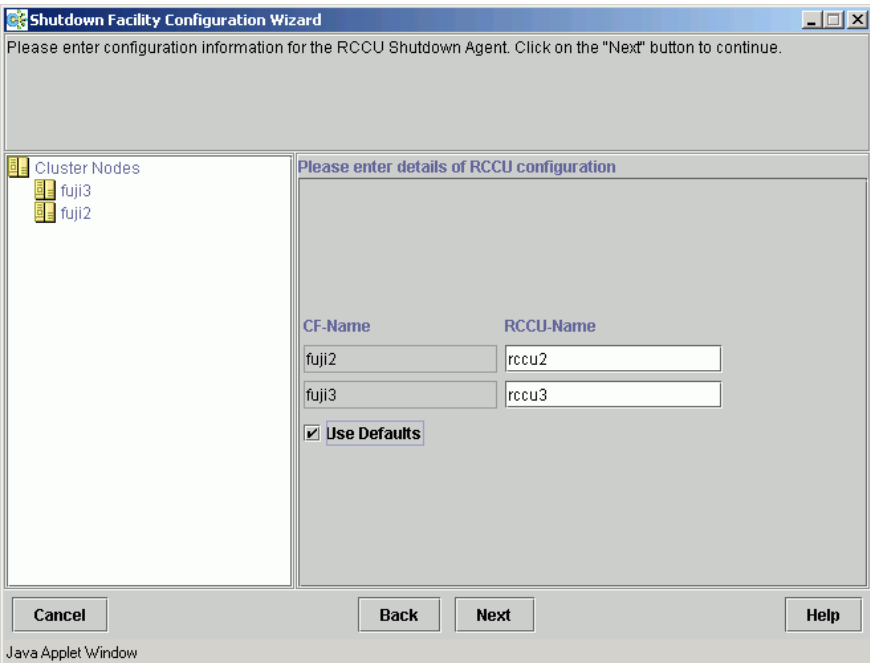 Shutdown Facility Configuration Wizard
Please enter configuration information for the RCCU Shutdown Agent. Click on the "Next" button to continue.
Cluster Nodes
fuji3
fuji2
Please enter details of RCCU configuration
CF-Name RCCU-Name
fuji2 rccu2
fuji3 rccu3
Use Defaults
Cancel Back Next Help
Java Applet Window